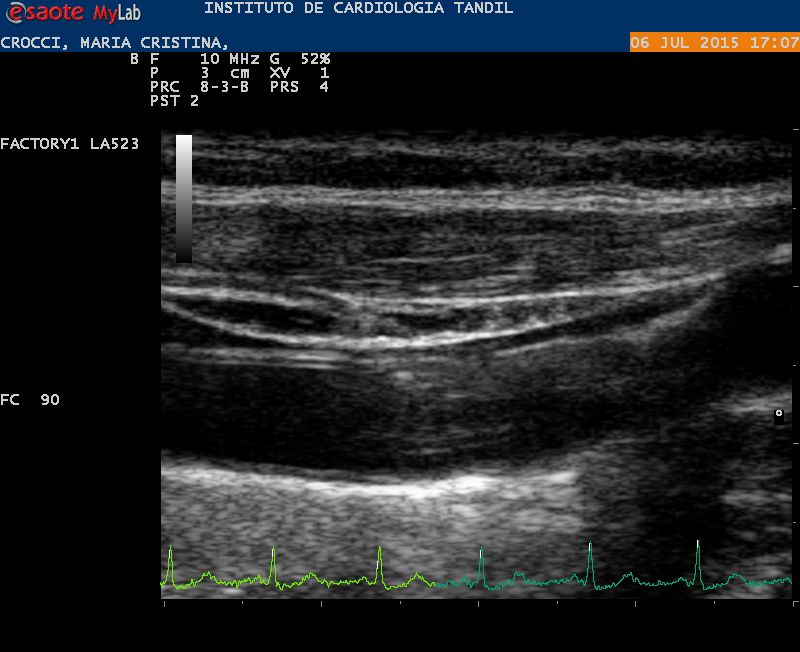 esaote MyLab
INSTITUTO DE CARDIOLOGIA TANDIL
CROCCI, MARIA CRISTINA,
06 JUL 2015 17:07
B F 10 MHz G 52%
P 3 cm XV 1
PRC 8-3-B PRS 4
PST 2
FACTORY1 LA523
FC 90